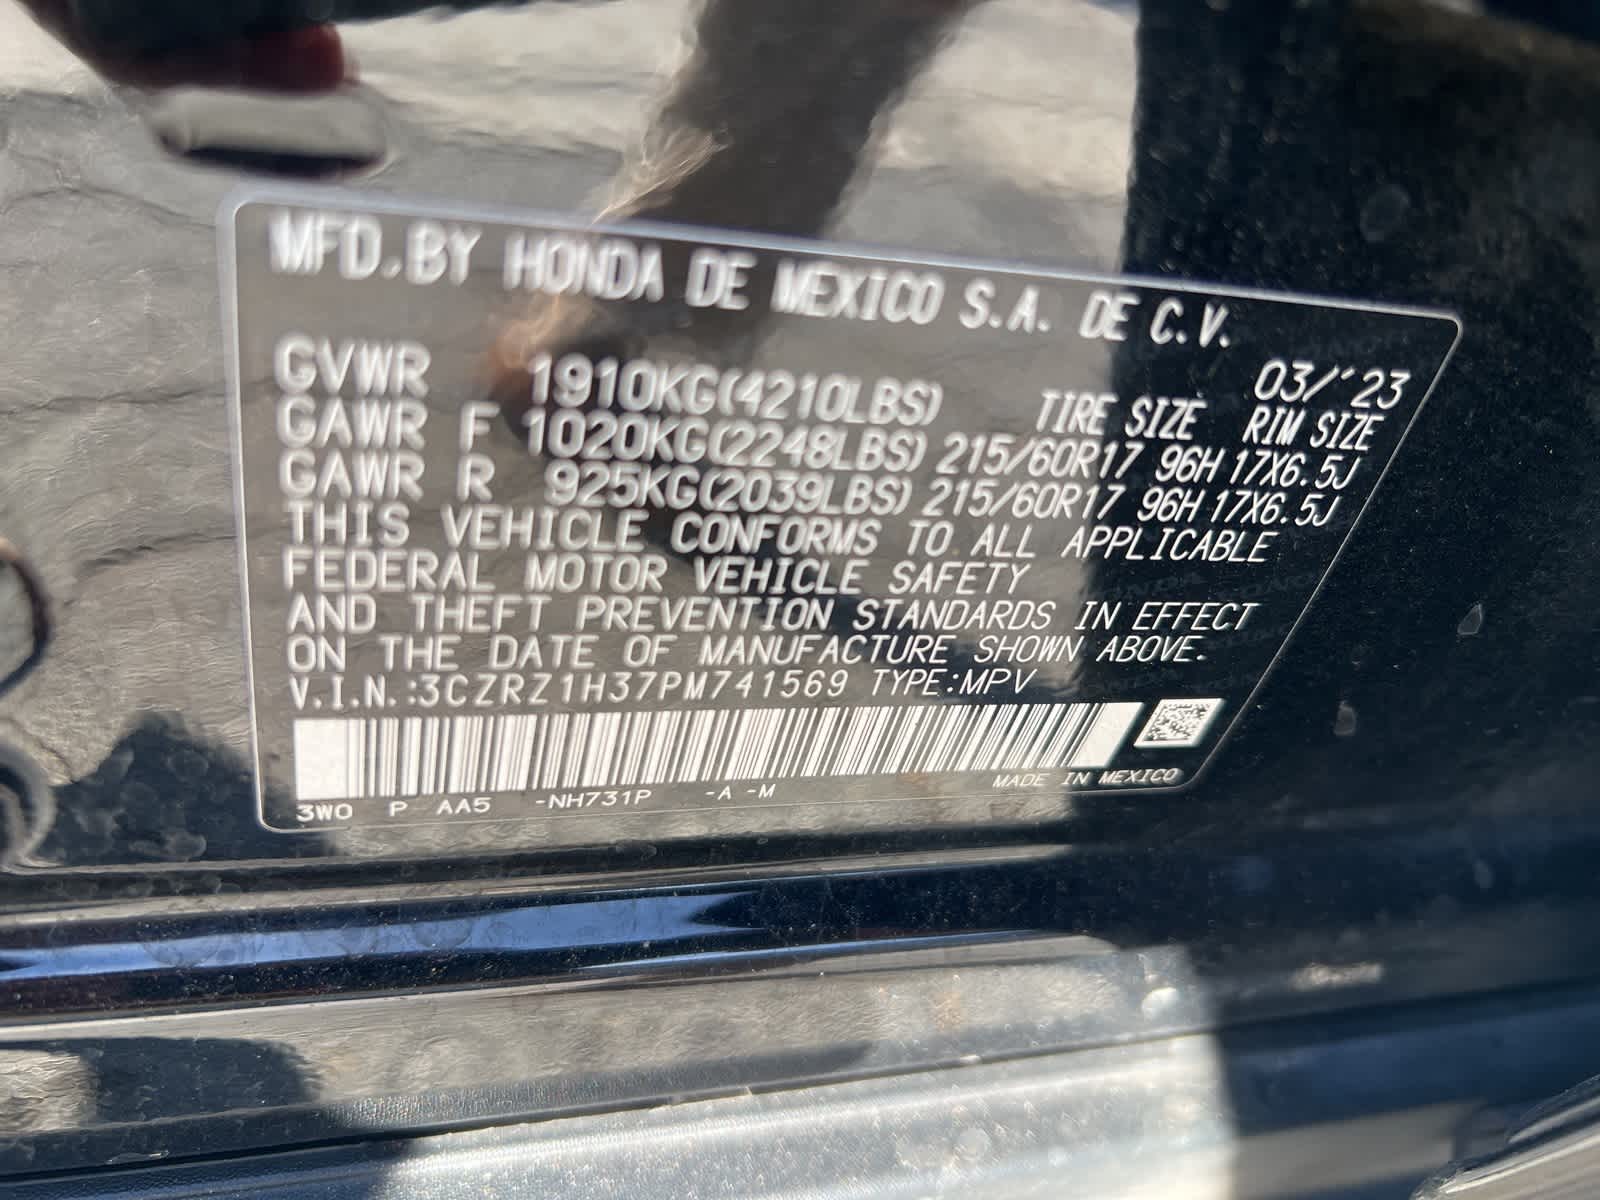 MFD.BY HONDA DE MEXICO S.A. DE C.V.
03/'23
GVWR 1910KG(4210LBS) TIRE SIZE RIM SIZE
GAWR F 1020KG(2248LBS) 215/60R17 96H 17X6.5J
GAWR R 925KG(2039LBS) 215/60R17 96H 17X6.5J
THIS VEHICLE CONFORMS TO ALL APPLICABLE
FEDERAL MOTOR VEHICLE SAFETY
AND THEFT PREVENTION STANDARDS IN EFFECT
ON THE DATE OF MANUFACTURE SHOWN ABOVE.
V.I.N.:3CZRZ1H37PM741569 TYPE:MPV
MADE IN MEXICO
3W0 P AA5 -NH731P -A -M